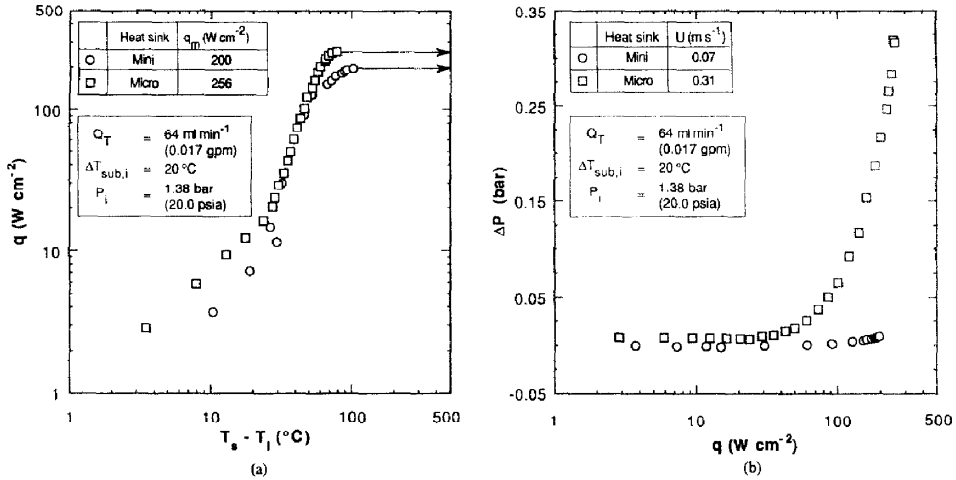 500
100
10
1
q (W cm⁻²)
Heat sink q_m (W cm⁻²)
○ Mini 200
□ Micro 256
Q_T = 64 ml min⁻¹
(0.017 gpm)
ΔT_sub,i = 20 °C
P_i = 1.38 bar
(20.0 psia)
1 10 100 500
T_s - T_i (°C)
(a)
0.35
0.25
0.15
0.05
-0.05
ΔP (bar)
Heat sink U (m s⁻¹)
○ Mini 0.07
□ Micro 0.31
Q_T = 64 ml min⁻¹
(0.017 gpm)
ΔT_sub,i = 20 °C
P_i = 1.38 bar
(20.0 psia)
1 10 100 500
q (W cm⁻²)
(b)